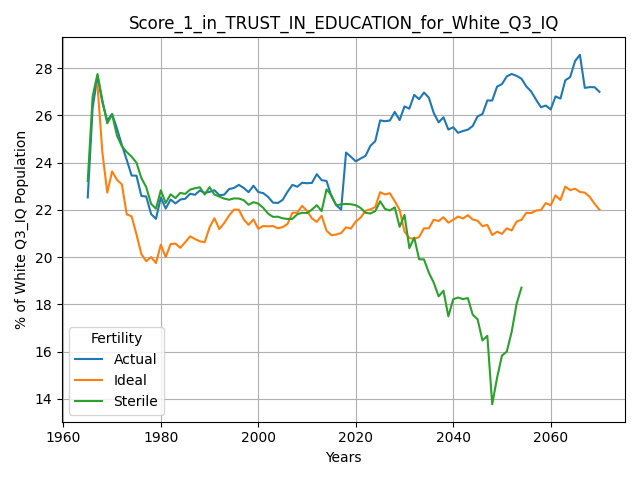 Score_1_in_TRUST_IN_EDUCATION_for_White_Q3_IQ
% of White Q3_IQ Population
28
26
24
22
20
18
16
14
Fertility
Actual
Ideal
Sterile
1960
1980
2000
2020
2040
2060
Years